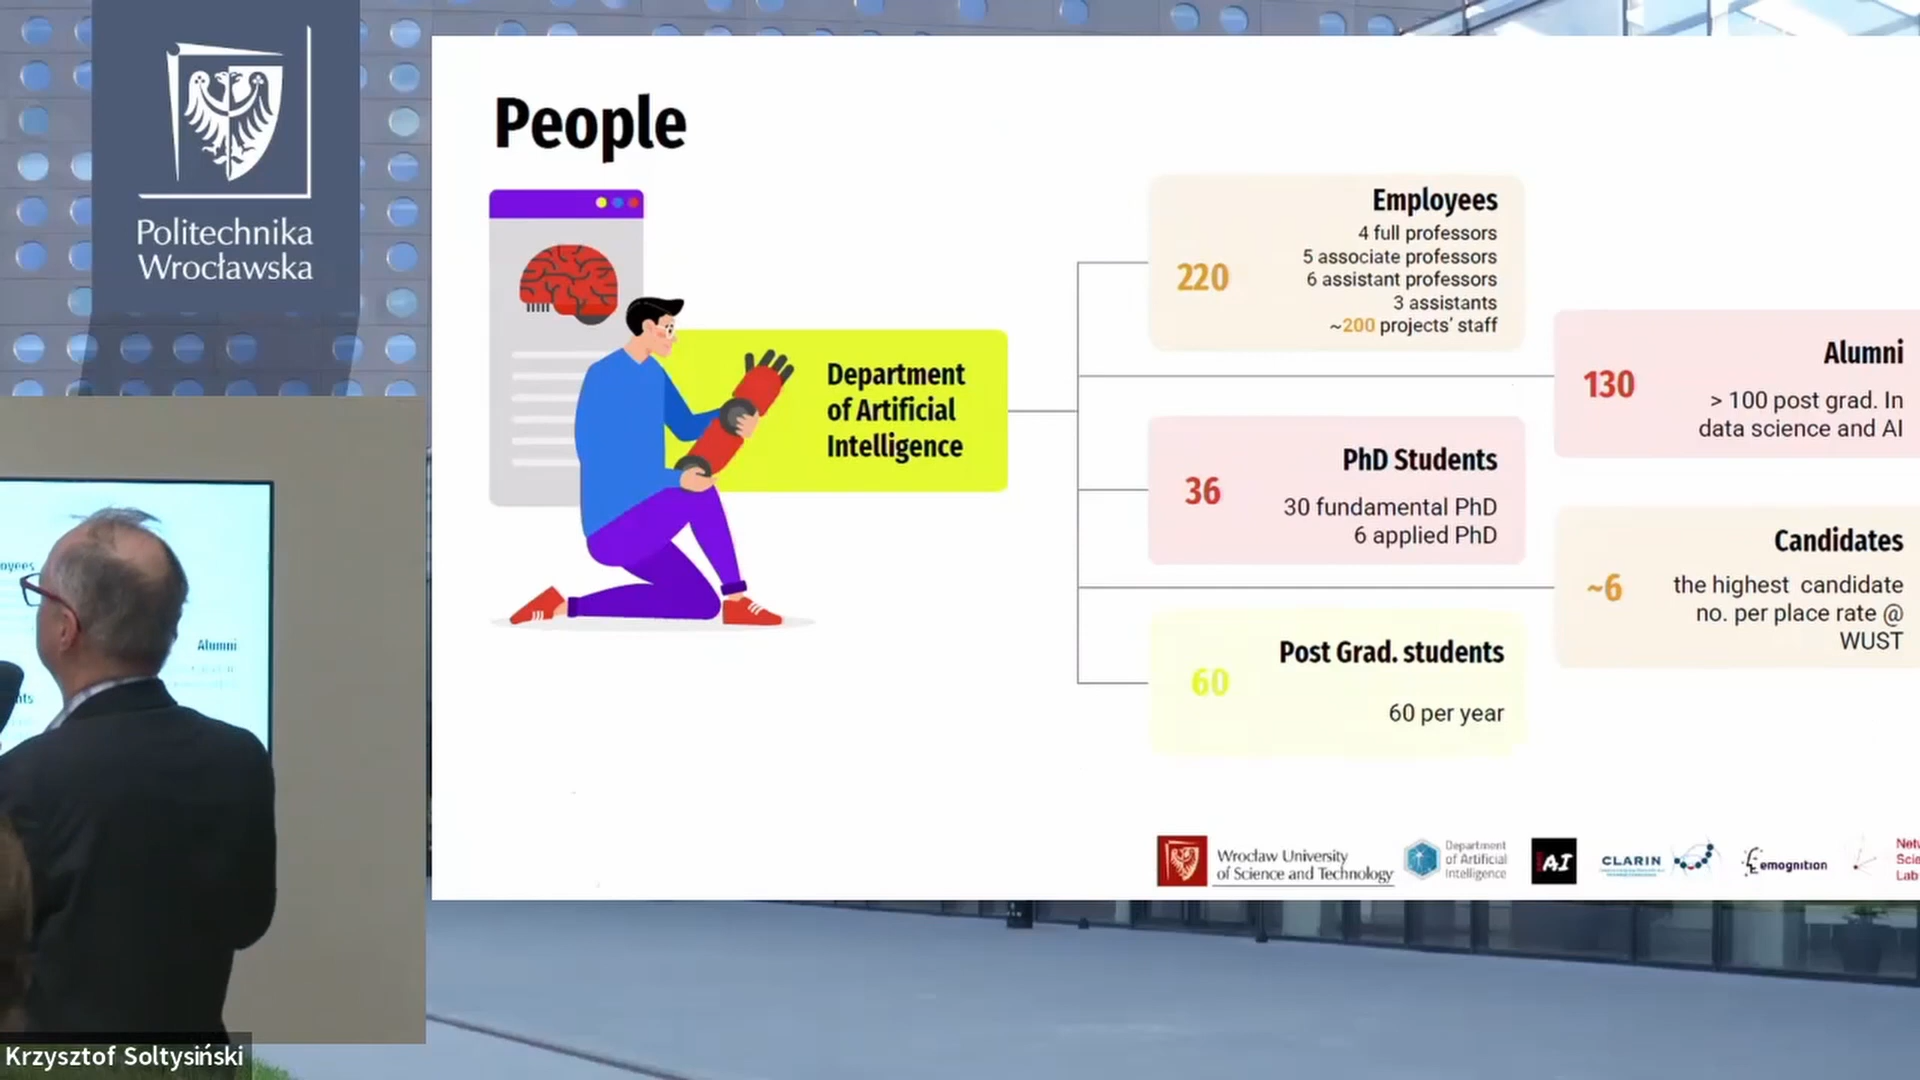 Politechnika
Wrocławska
People
Department
of Artificial
Intelligence
Employees
220
4 full professors
5 associate professors
6 assistant professors
3 assistants
~200 projects' staff
Alumni
130
> 100 post grad. In
data science and AI
PhD Students
36
30 fundamental PhD
6 applied PhD
Candidates
~6
the highest candidate
no. per place rate @
WUST
Post Grad. students
60
60 per year
Alumni
Wrocław University
of Science and Technology
Department
of Artificial
Intelligence
AI
CLARIN
emognition
Lab
Krzysztof Soltysiński